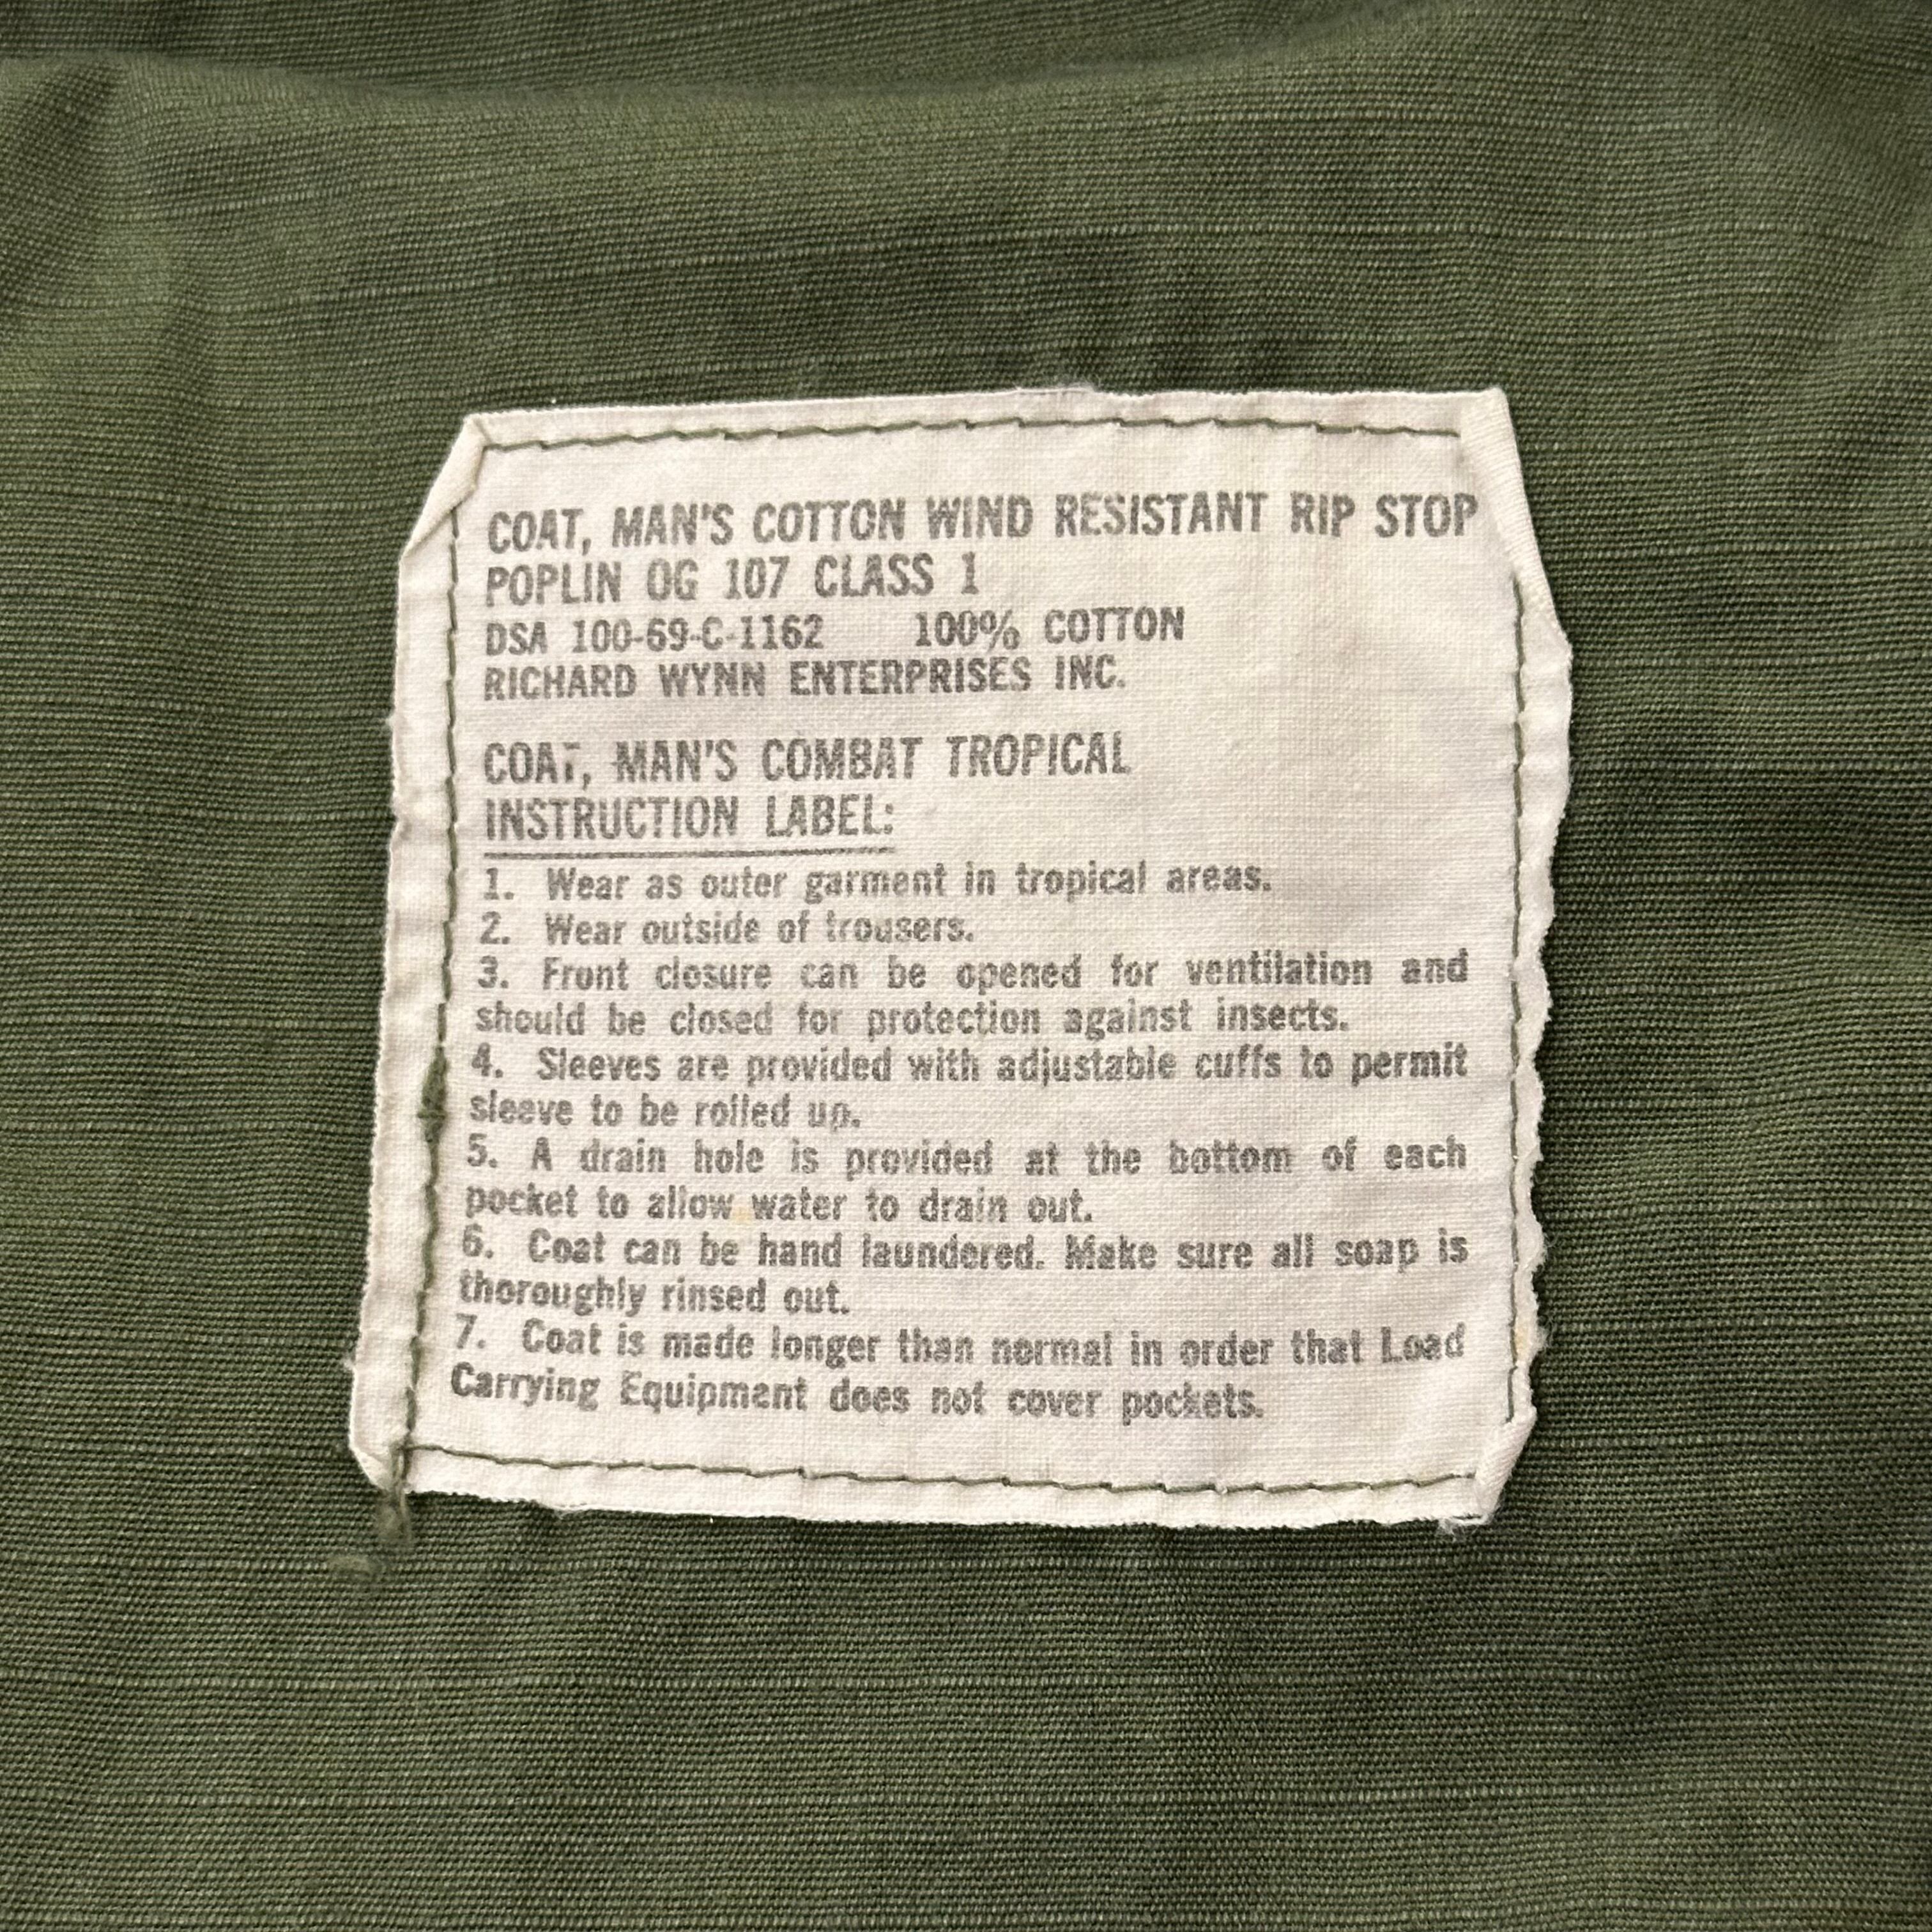 COAT, MAN'S COTTON WIND RESISTANT RIP STOP
POPLIN OG 107 CLASS 1
DSA 100-69-C-1162 100% COTTON
RICHARD WYNN ENTERPRISES INC.
COAT, MAN'S COMBAT TROPICAL
INSTRUCTION LABEL:
1. Wear as outer garment in tropical areas.
2. Wear outside of trousers.
3. Front closure can be opened for ventilation and
should be closed for protection against insects.
4. Sleeves are provided with adjustable cuffs to permit
sleeve to be rolled up.
5. A drain hole is provided at the bottom of each
pocket to allow water to drain out.
6. Coat can be hand laundered. Make sure all soap is
thoroughly rinsed out.
7. Coat is made longer than normal in order that Load
Carrying Equipment does not cover pockets.